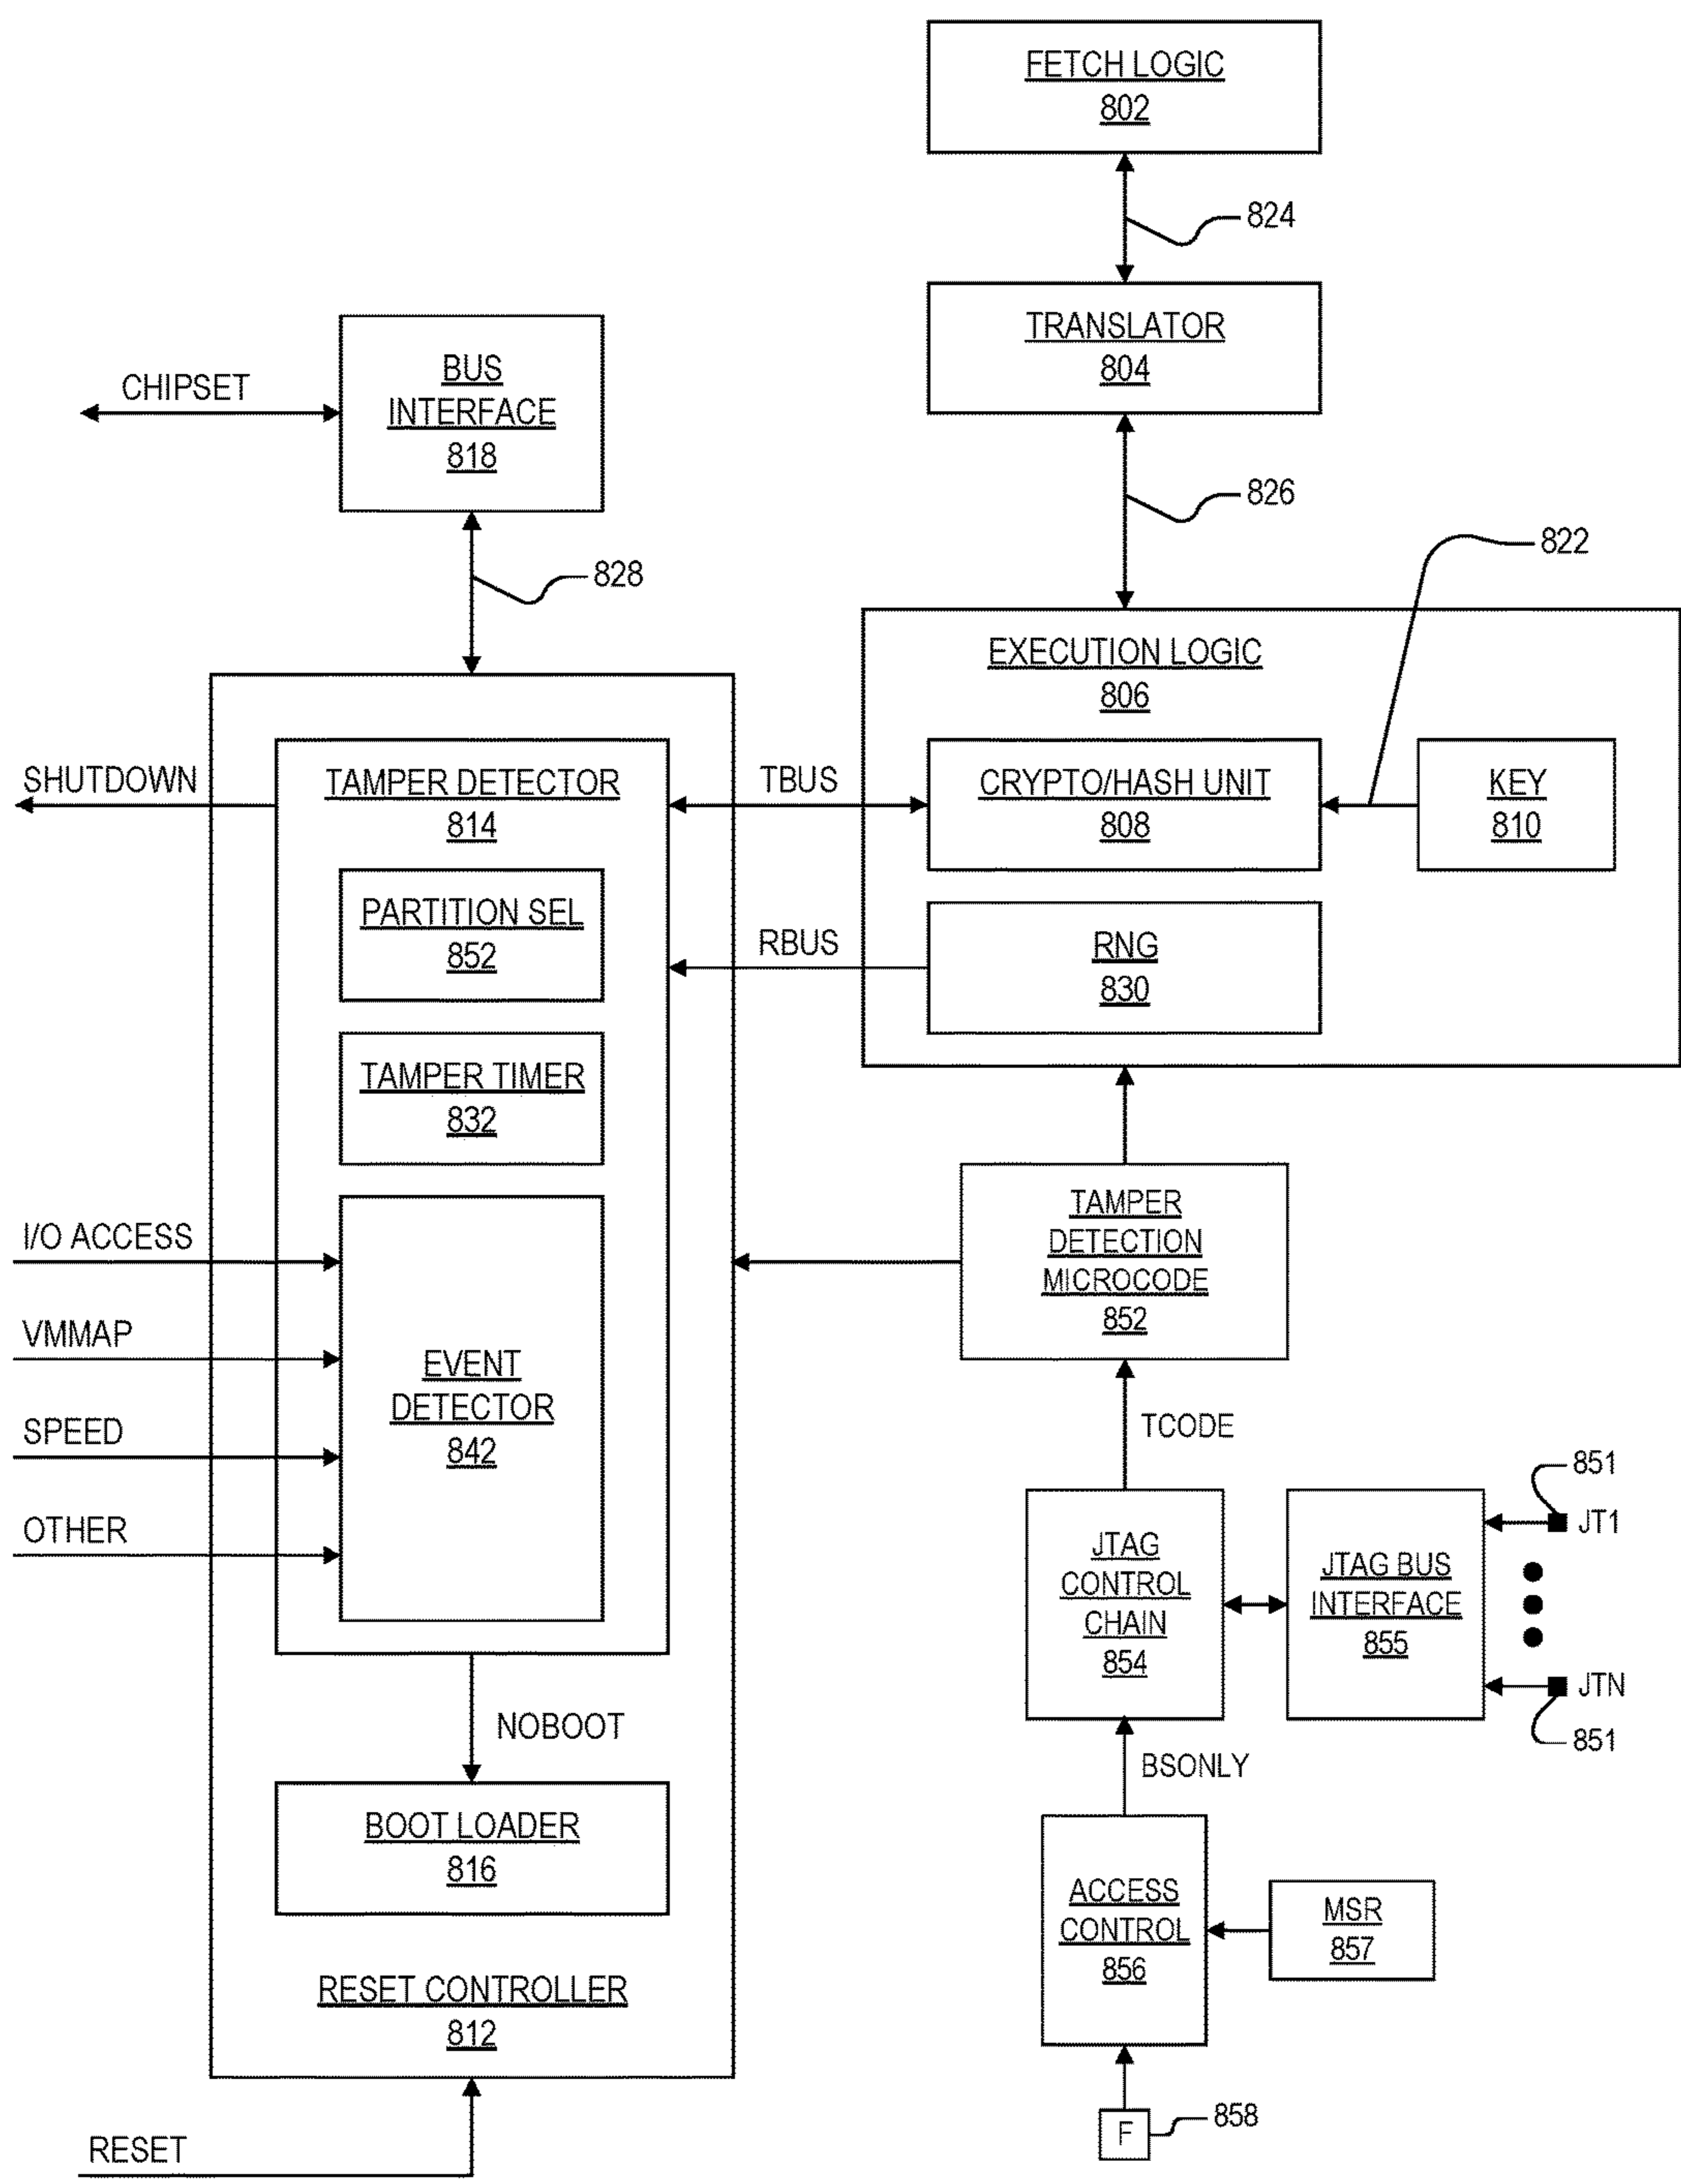 FETCH LOGIC
802
824
TRANSLATOR
804
826
822
CHIPSET
BUS
INTERFACE
818
828
EXECUTION LOGIC
806
CRYPTO/HASH UNIT
808
KEY
810
RNG
830
SHUTDOWN
TAMPER DETECTOR
814
TBUS
RBUS
PARTITION SEL
852
TAMPER TIMER
832
I/O ACCESS
VMMAP
SPEED
OTHER
EVENT
DETECTOR
842
TAMPER
DETECTION
MICROCODE
852
TCODE
JTAG
CONTROL
CHAIN
854
JTAG BUS
INTERFACE
855
851
JT1
JTN
851
NOBOOT
BOOT LOADER
816
BSONLY
ACCESS
CONTROL
856
MSR
857
RESET CONTROLLER
812
F
858
RESET